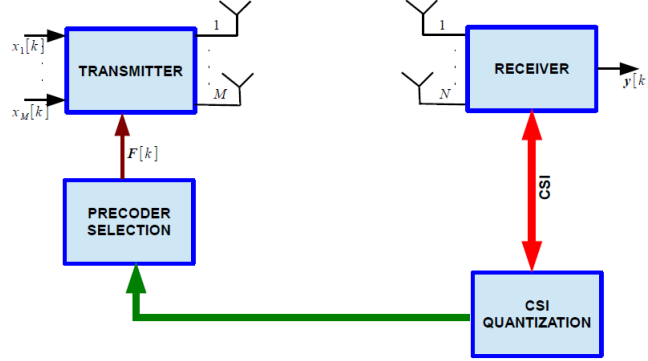 x1[k]
xM[k]
TRANSMITTER
1
M
1
N
RECEIVER
y[k
F[k]
PRECODER
SELECTION
CSI
CSI
QUANTIZATION